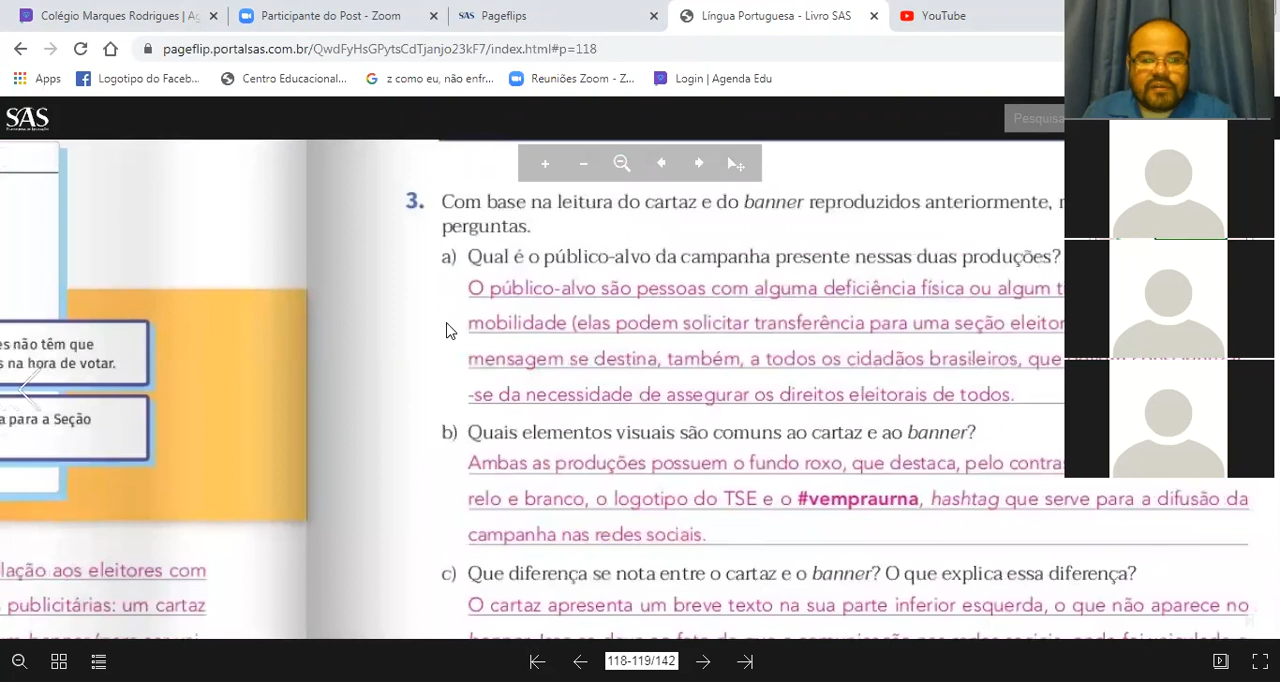 Colégio Marques Rodrigues | Ag
Participante do Post - Zoom
SAS Pageflips
Língua Portuguesa - Livro SAS
YouTube
pageflip.portalsas.com.br/QwdFyHsGPytsCdTjanjo23kF7/index.html#p=118
Apps
Logotipo do Faceb...
Centro Educacional...
z como eu, não enfr...
Reuniões Zoom - Z...
Login | Agenda Edu
SAS
Pesquisa
es não têm que
s na hora de votar.
a para a Seção
lação aos eleitores com
publicitárias: um cartaz
3. Com base na leitura do cartaz e do banner reproduzidos anteriormente,
perguntas.
a) Qual é o público-alvo da campanha presente nessas duas produções?
O público-alvo são pessoas com alguma deficiência física ou algum
mobilidade (elas podem solicitar transferência para uma seção eleitor
mensagem se destina, também, a todos os cidadãos brasileiros, que
-se da necessidade de assegurar os direitos eleitorais de todos.
b) Quais elementos visuais são comuns ao cartaz e ao banner?
Ambas as produções possuem o fundo roxo, que destaca, pelo contra
relo e branco, o logotipo do TSE e o #vempraurna, hashtag que serve para a difusão da
campanha nas redes sociais.
c) Que diferença se nota entre o cartaz e o banner? O que explica essa diferença?
O cartaz apresenta um breve texto na sua parte inferior esquerda, o que não aparece no
118-119/142